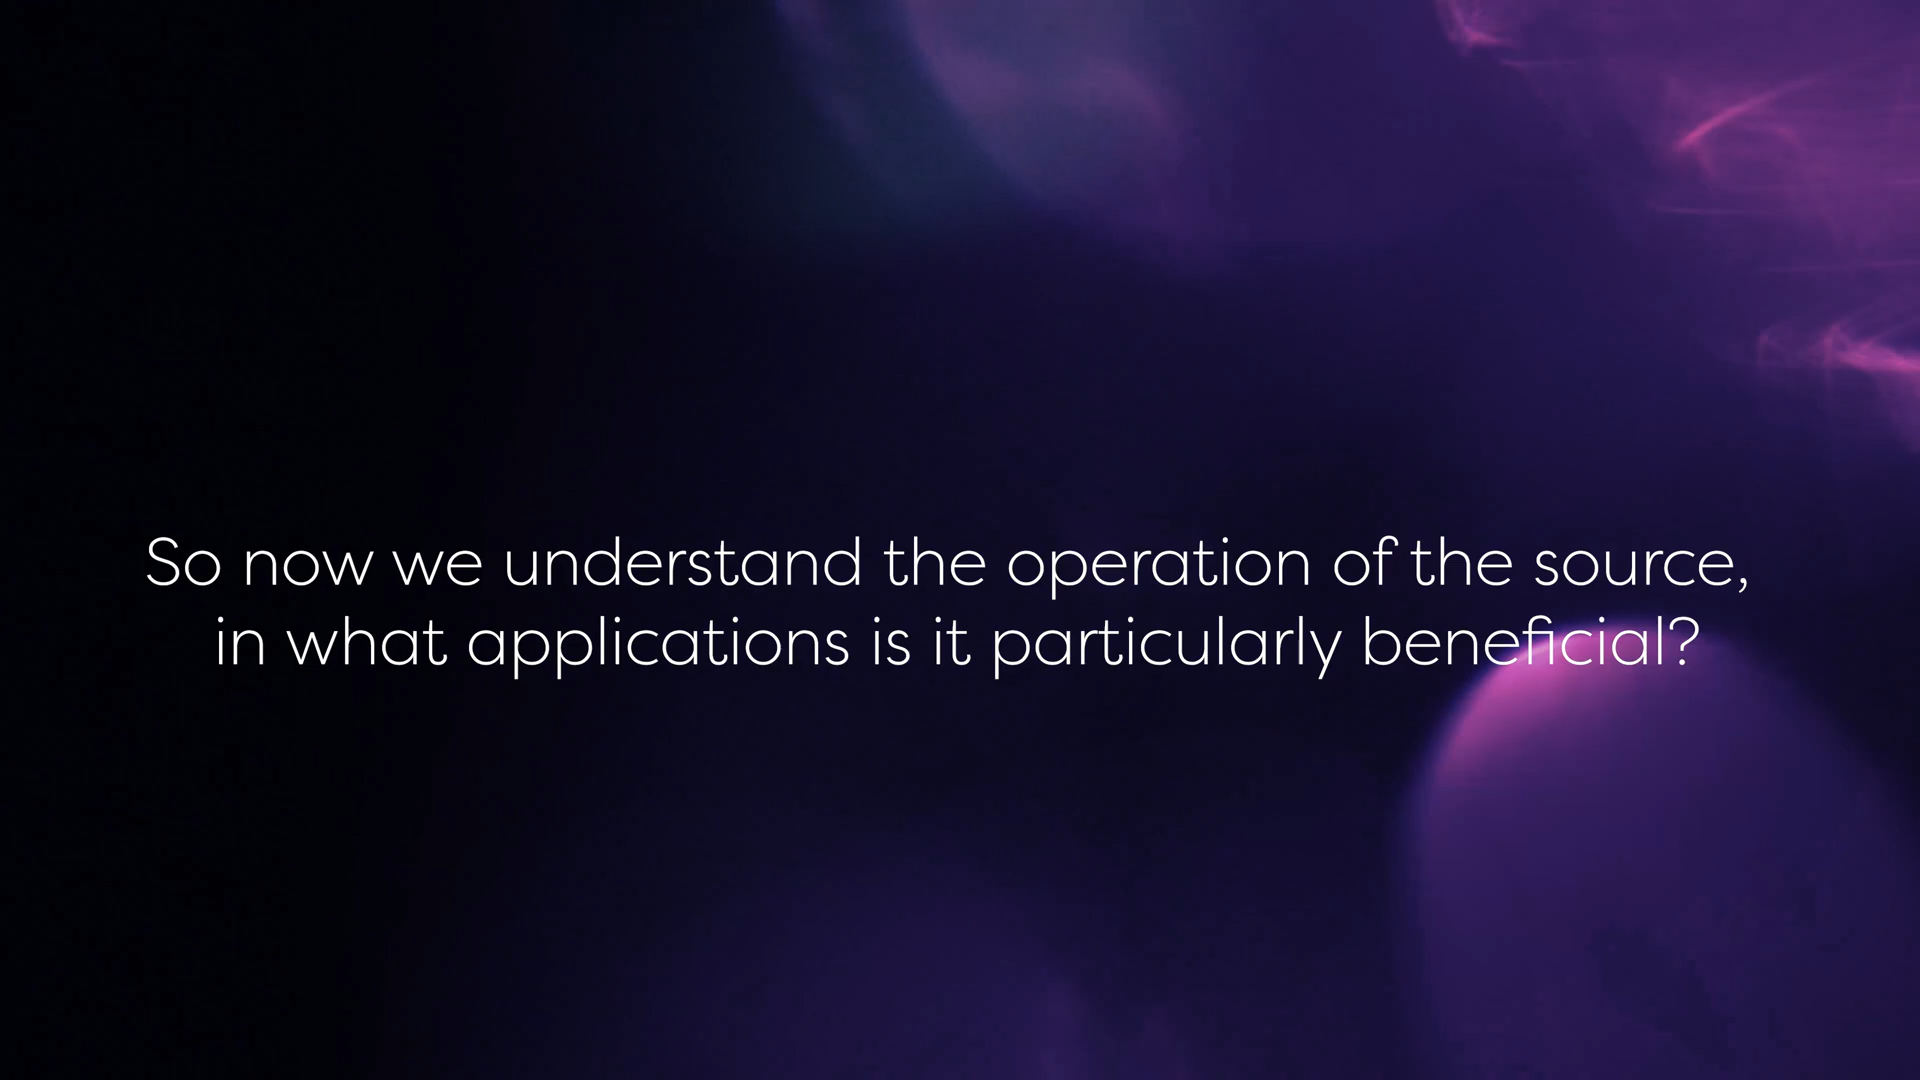 So now we understand the operation of the source,
in what applications is it particularly beneficial?